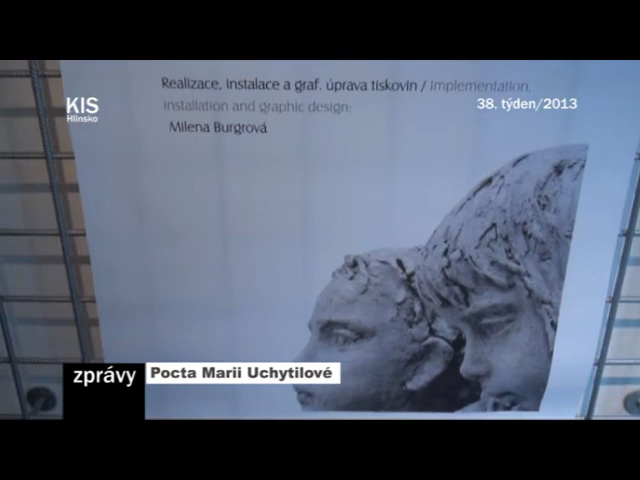 Realizace, instalace a graf. úprava tiskovin / Implementation,
installation and graphic design:
Milena Burgrová
KIS
Hlinsko
38. týden/2013
zprávy
Pocta Marii Uchytilové